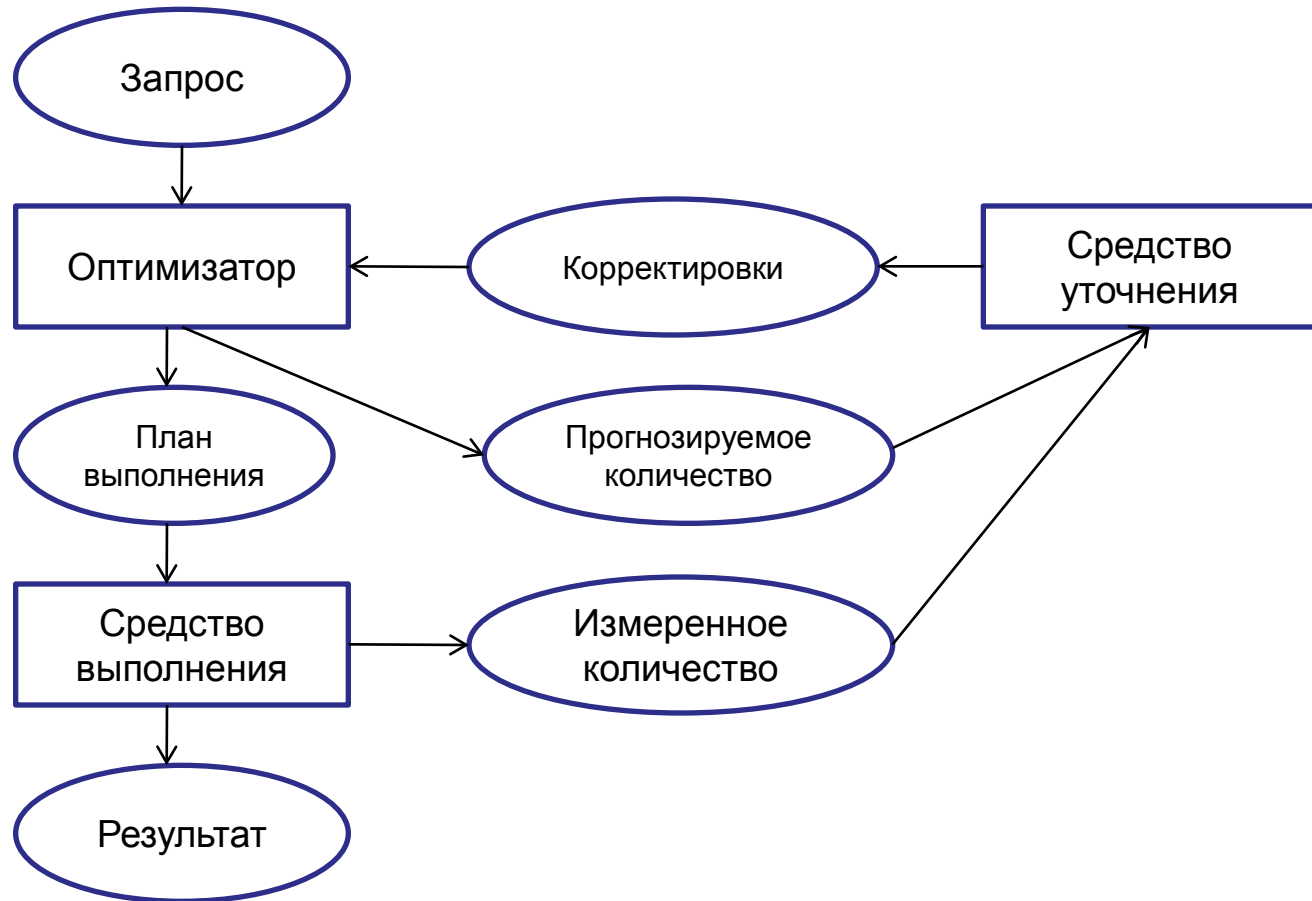 Запрос
Оптимизатор
Корректировки
Средство
уточнения
План
выполнения
Прогнозируемое
количество
Средство
выполнения
Измеренное
количество
Результат